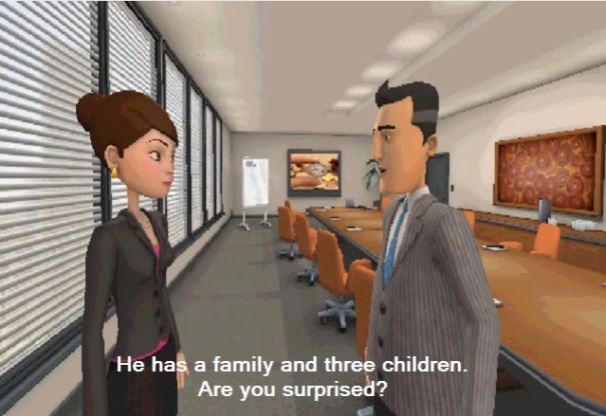 He has a family and three children.
Are you surprised?